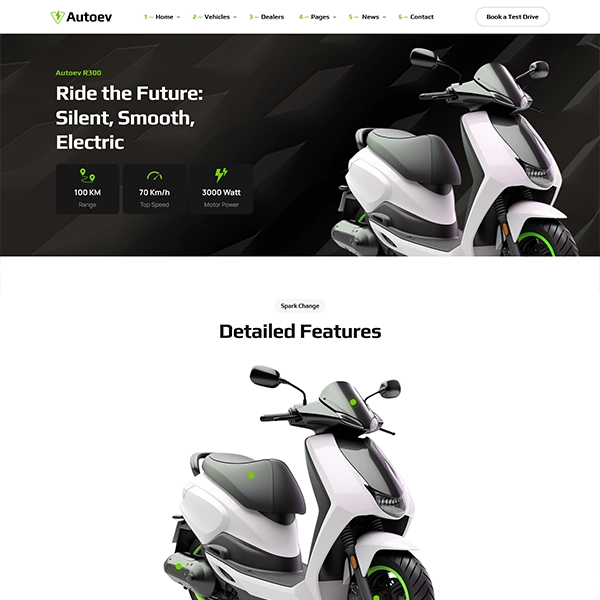 Autoev
1 — Home
2 — Vehicles
3 — Dealers
4 — Pages
5 — News
6 — Contact
Book a Test Drive
Autoev R300
Ride the Future:
Silent, Smooth,
Electric
100 KM
Range
70 Km/h
Top Speed
3000 Watt
Motor Power
Spark Change
Detailed Features